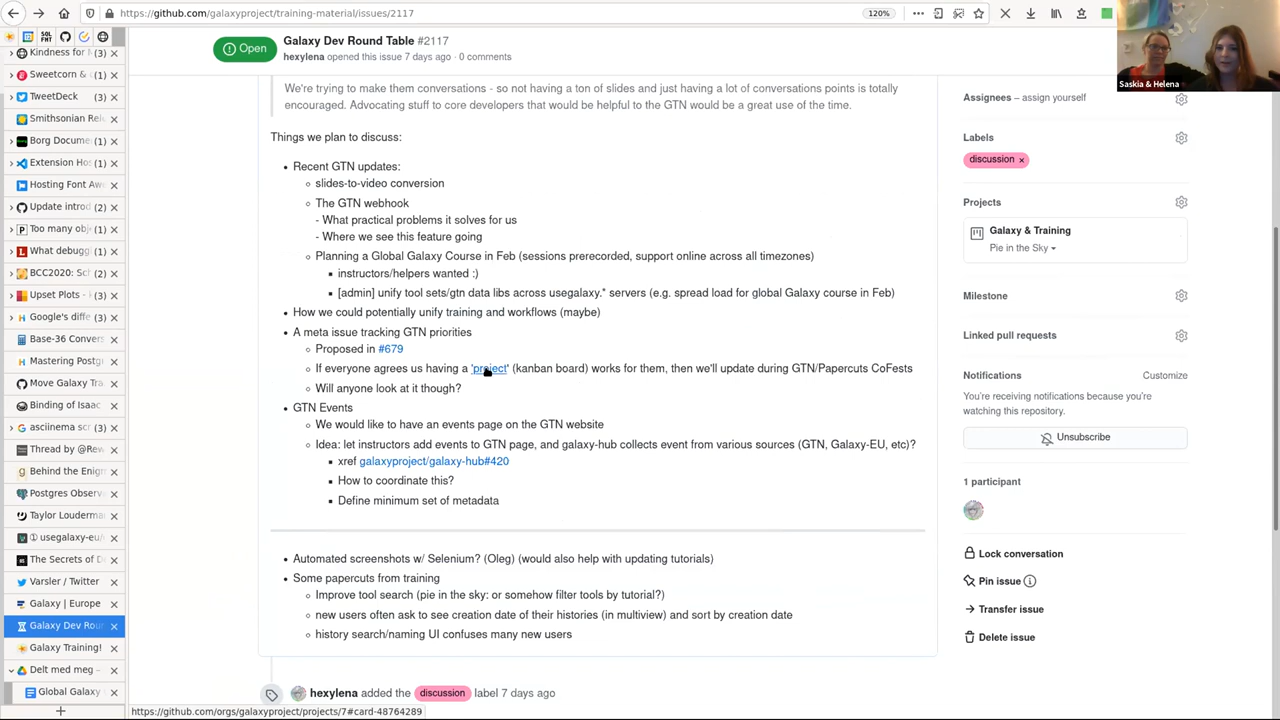 https://github.com/galaxyproject/training-material/issues/2117
120%
Kindness for
(3)
Sweetcorn &
(1)
TweetDeck
(3)
Smithsonian Rei
Borg Docume
(1)
Extension Hos
(1)
Hosting Font Aw
Update introd
(2)
Too many obj
(1)
What debugg
(1)
BCC2020: Sc
(2)
Upset Plots -
(1)
Google's diffe
(3)
Base-36 Convers
Mastering Postgr
Move Galaxy Tra
Binding of Isaac
asciinema scr
(1)
Thread by @Rew
Behind the Enigm
Postgres Observ
Taylor Louderma
① usegalaxy-eu/
The Secrets of D
Varsler / Twitter
Galaxy | Europe
Galaxy Dev Rou
Galaxy Training!
Delt med meg –
Global Galaxy
Open
Galaxy Dev Round Table #2117
hexylena opened this issue 7 days ago · 0 comments
We're trying to make them conversations - so not having a ton of slides and just having a lot of conversations points is totally
encouraged. Advocating stuff to core developers that would be helpful to the GTN would be a great use of the time.
Things we plan to discuss:
Recent GTN updates:
slides-to-video conversion
The GTN webhook
- What practical problems it solves for us
- Where we see this feature going
Planning a Global Galaxy Course in Feb (sessions prerecorded, support online across all timezones)
instructors/helpers wanted :)
[admin] unify tool sets/gtn data libs across usegalaxy.* servers (e.g. spread load for global Galaxy course in Feb)
How we could potentially unify training and workflows (maybe)
A meta issue tracking GTN priorities
Proposed in #679
If everyone agrees us having a 'project' (kanban board) works for them, then we'll update during GTN/Papercuts CoFests
Will anyone look at it though?
GTN Events
We would like to have an events page on the GTN website
Idea: let instructors add events to GTN page, and galaxy-hub collects event from various sources (GTN, Galaxy-EU, etc)?
xref galaxyproject/galaxy-hub#420
How to coordinate this?
Define minimum set of metadata
Automated screenshots w/ Selenium? (Oleg) (would also help with updating tutorials)
Some papercuts from training
Improve tool search (pie in the sky: or somehow filter tools by tutorial?)
new users often ask to see creation date of their histories (in multiview) and sort by creation date
history search/naming UI confuses many new users
hexylena added the discussion label 7 days ago
https://github.com/orgs/galaxyproject/projects/7#card-48764289
Saskia & Helena
Assignees – assign yourself
Labels
discussion x
Projects
Galaxy & Training
Pie in the Sky
Milestone
Linked pull requests
Notifications
Customize
You're receiving notifications because you're
watching this repository.
Unsubscribe
1 participant
Lock conversation
Pin issue
Transfer issue
Delete issue